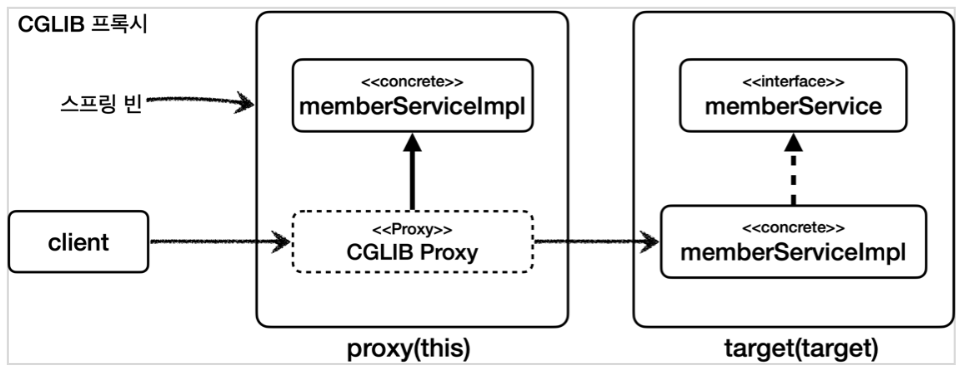 CGLIB 프록시
스프링 빈
<<concrete>>
memberServiceImpl
<<interface>>
memberService
client
<<Proxy>>
CGLIB Proxy
<<concrete>>
memberServiceImpl
proxy(this)
target(target)